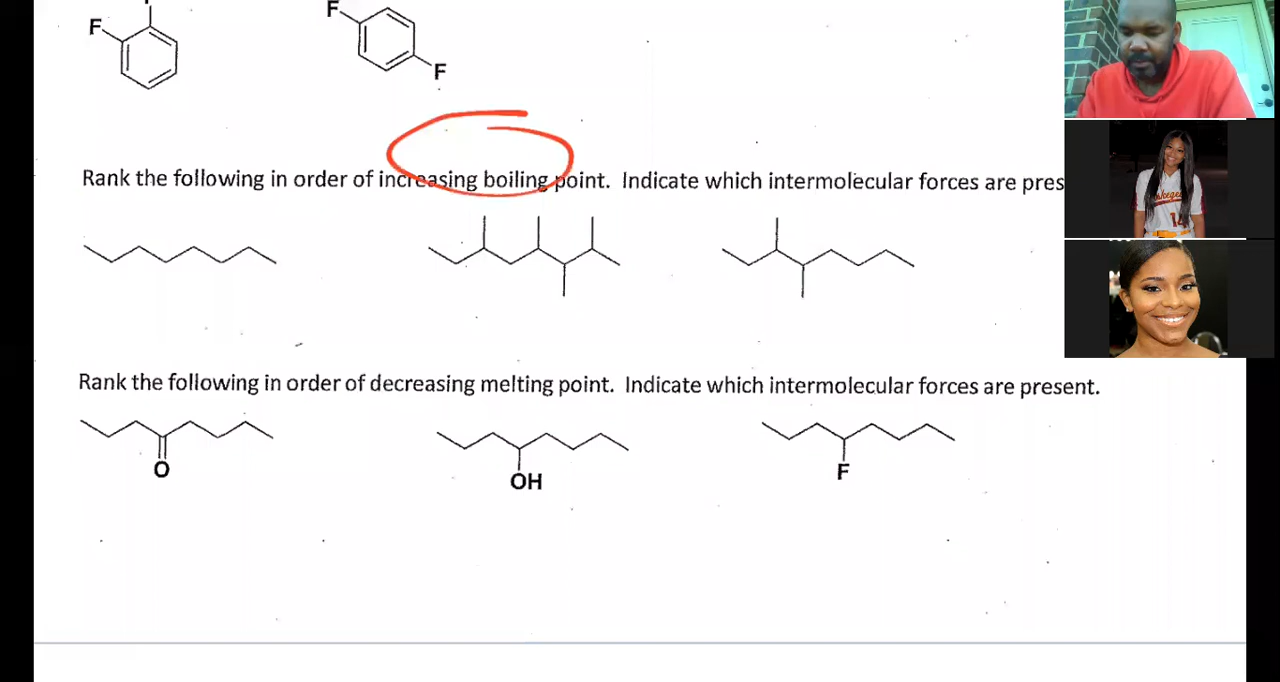 F
F
F
Rank the following in order of increasing boiling point. Indicate which intermolecular forces are pres
Rank the following in order of decreasing melting point. Indicate which intermolecular forces are present.
O
OH
F
14